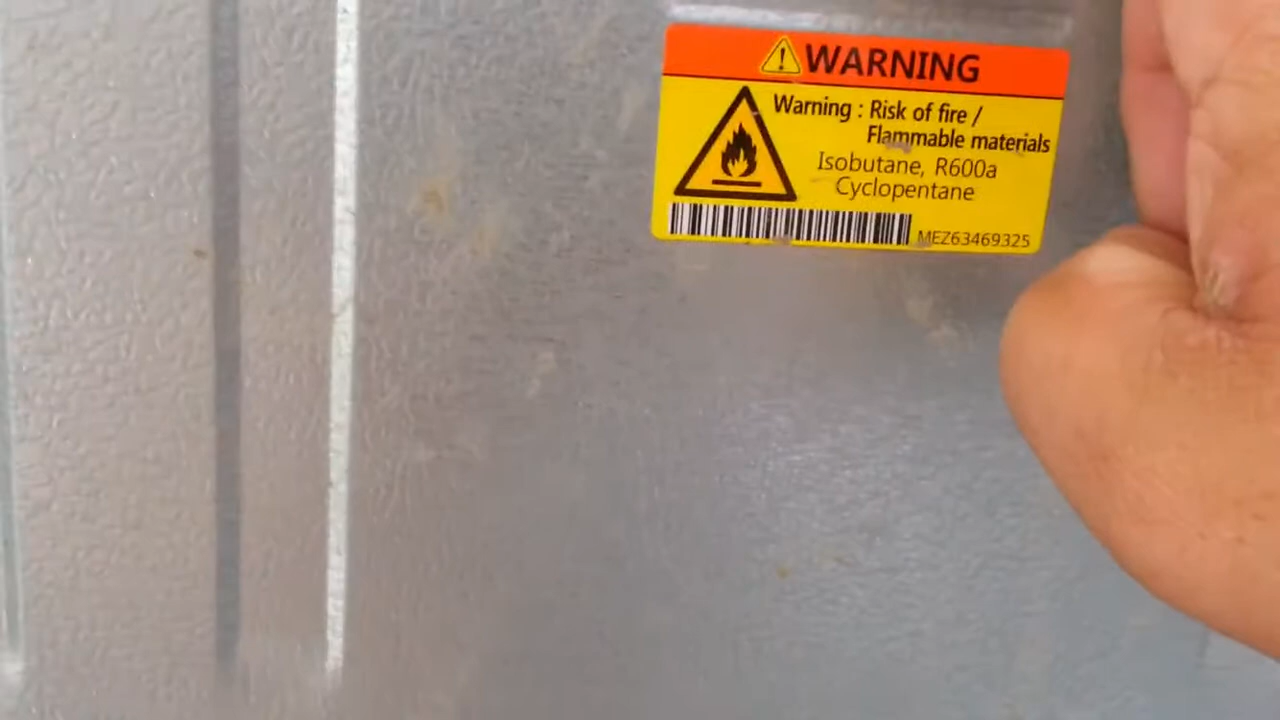 WARNING
Warning : Risk of fire /
Flammable materials
Isobutane, R600a
Cyclopentane
MEZ63469325